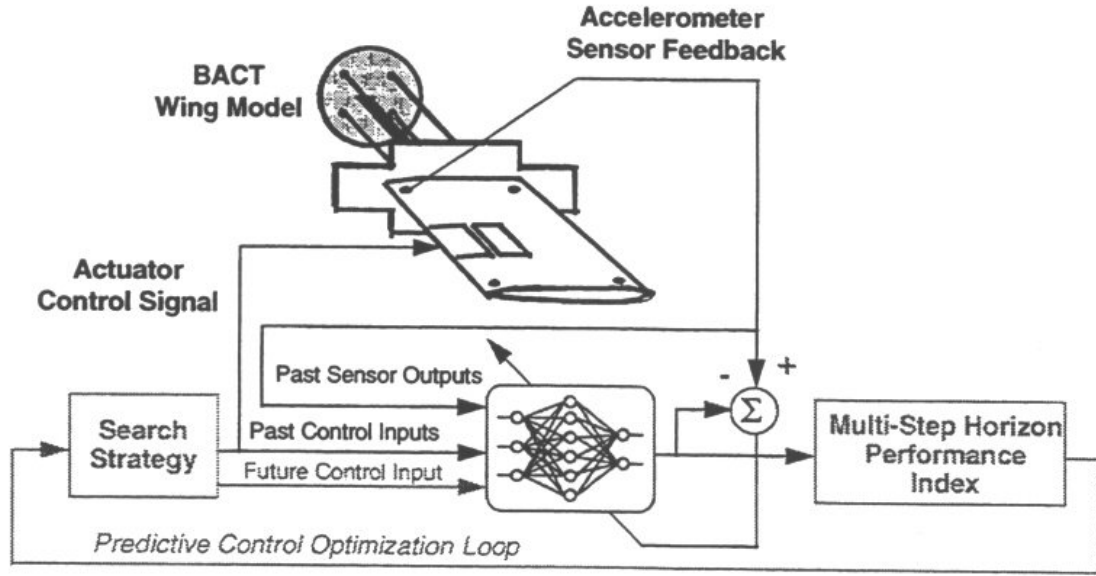 Accelerometer
Sensor Feedback
BACT
Wing Model
Actuator
Control Signal
Past Sensor Outputs
- +
Σ
Search
Strategy
Past Control Inputs
Future Control Input
Multi-Step Horizon
Performance
Index
Predictive Control Optimization Loop